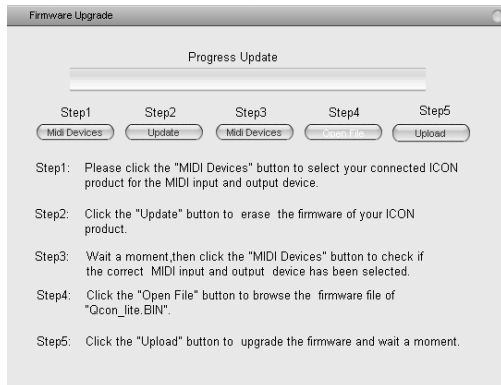 Firmware Upgrade
Progress Update
Step1 Step2 Step3 Step4 Step5
Midi Devices Update Midi Devices Open File Upload
Step1: Please click the "MIDI Devices" button to select your connected ICON
product for the MIDI input and output device.
Step2: Click the "Update" button to erase the firmware of your ICON
product.
Step3: Wait a moment,then click the "MIDI Devices" button to check if
the correct MIDI input and output device has been selected.
Step4: Click the "Open File" button to browse the firmware file of
"Qcon_lite.BIN".
Step5: Click the "Upload" button to upgrade the firmware and wait a moment.